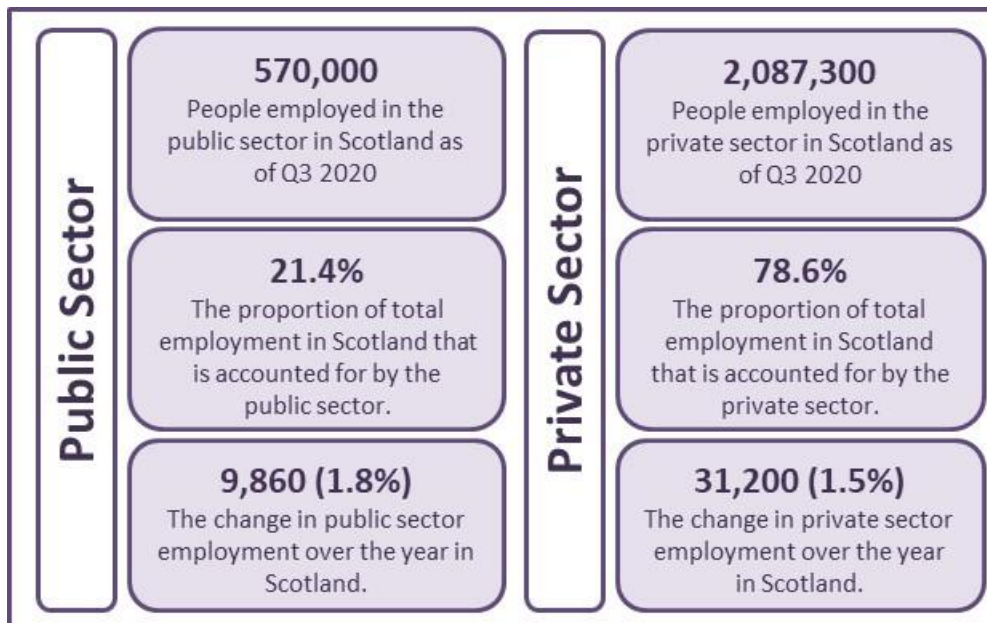 Public Sector
570,000
People employed in the
public sector in Scotland as
of Q3 2020
21.4%
The proportion of total
employment in Scotland that
is accounted for by the
public sector.
9,860 (1.8%)
The change in public sector
employment over the year in
Scotland.
Private Sector
2,087,300
People employed in the
private sector in Scotland as
of Q3 2020
78.6%
The proportion of total
employment in Scotland
that is accounted for by the
private sector.
31,200 (1.5%)
The change in private sector
employment over the year
in Scotland.